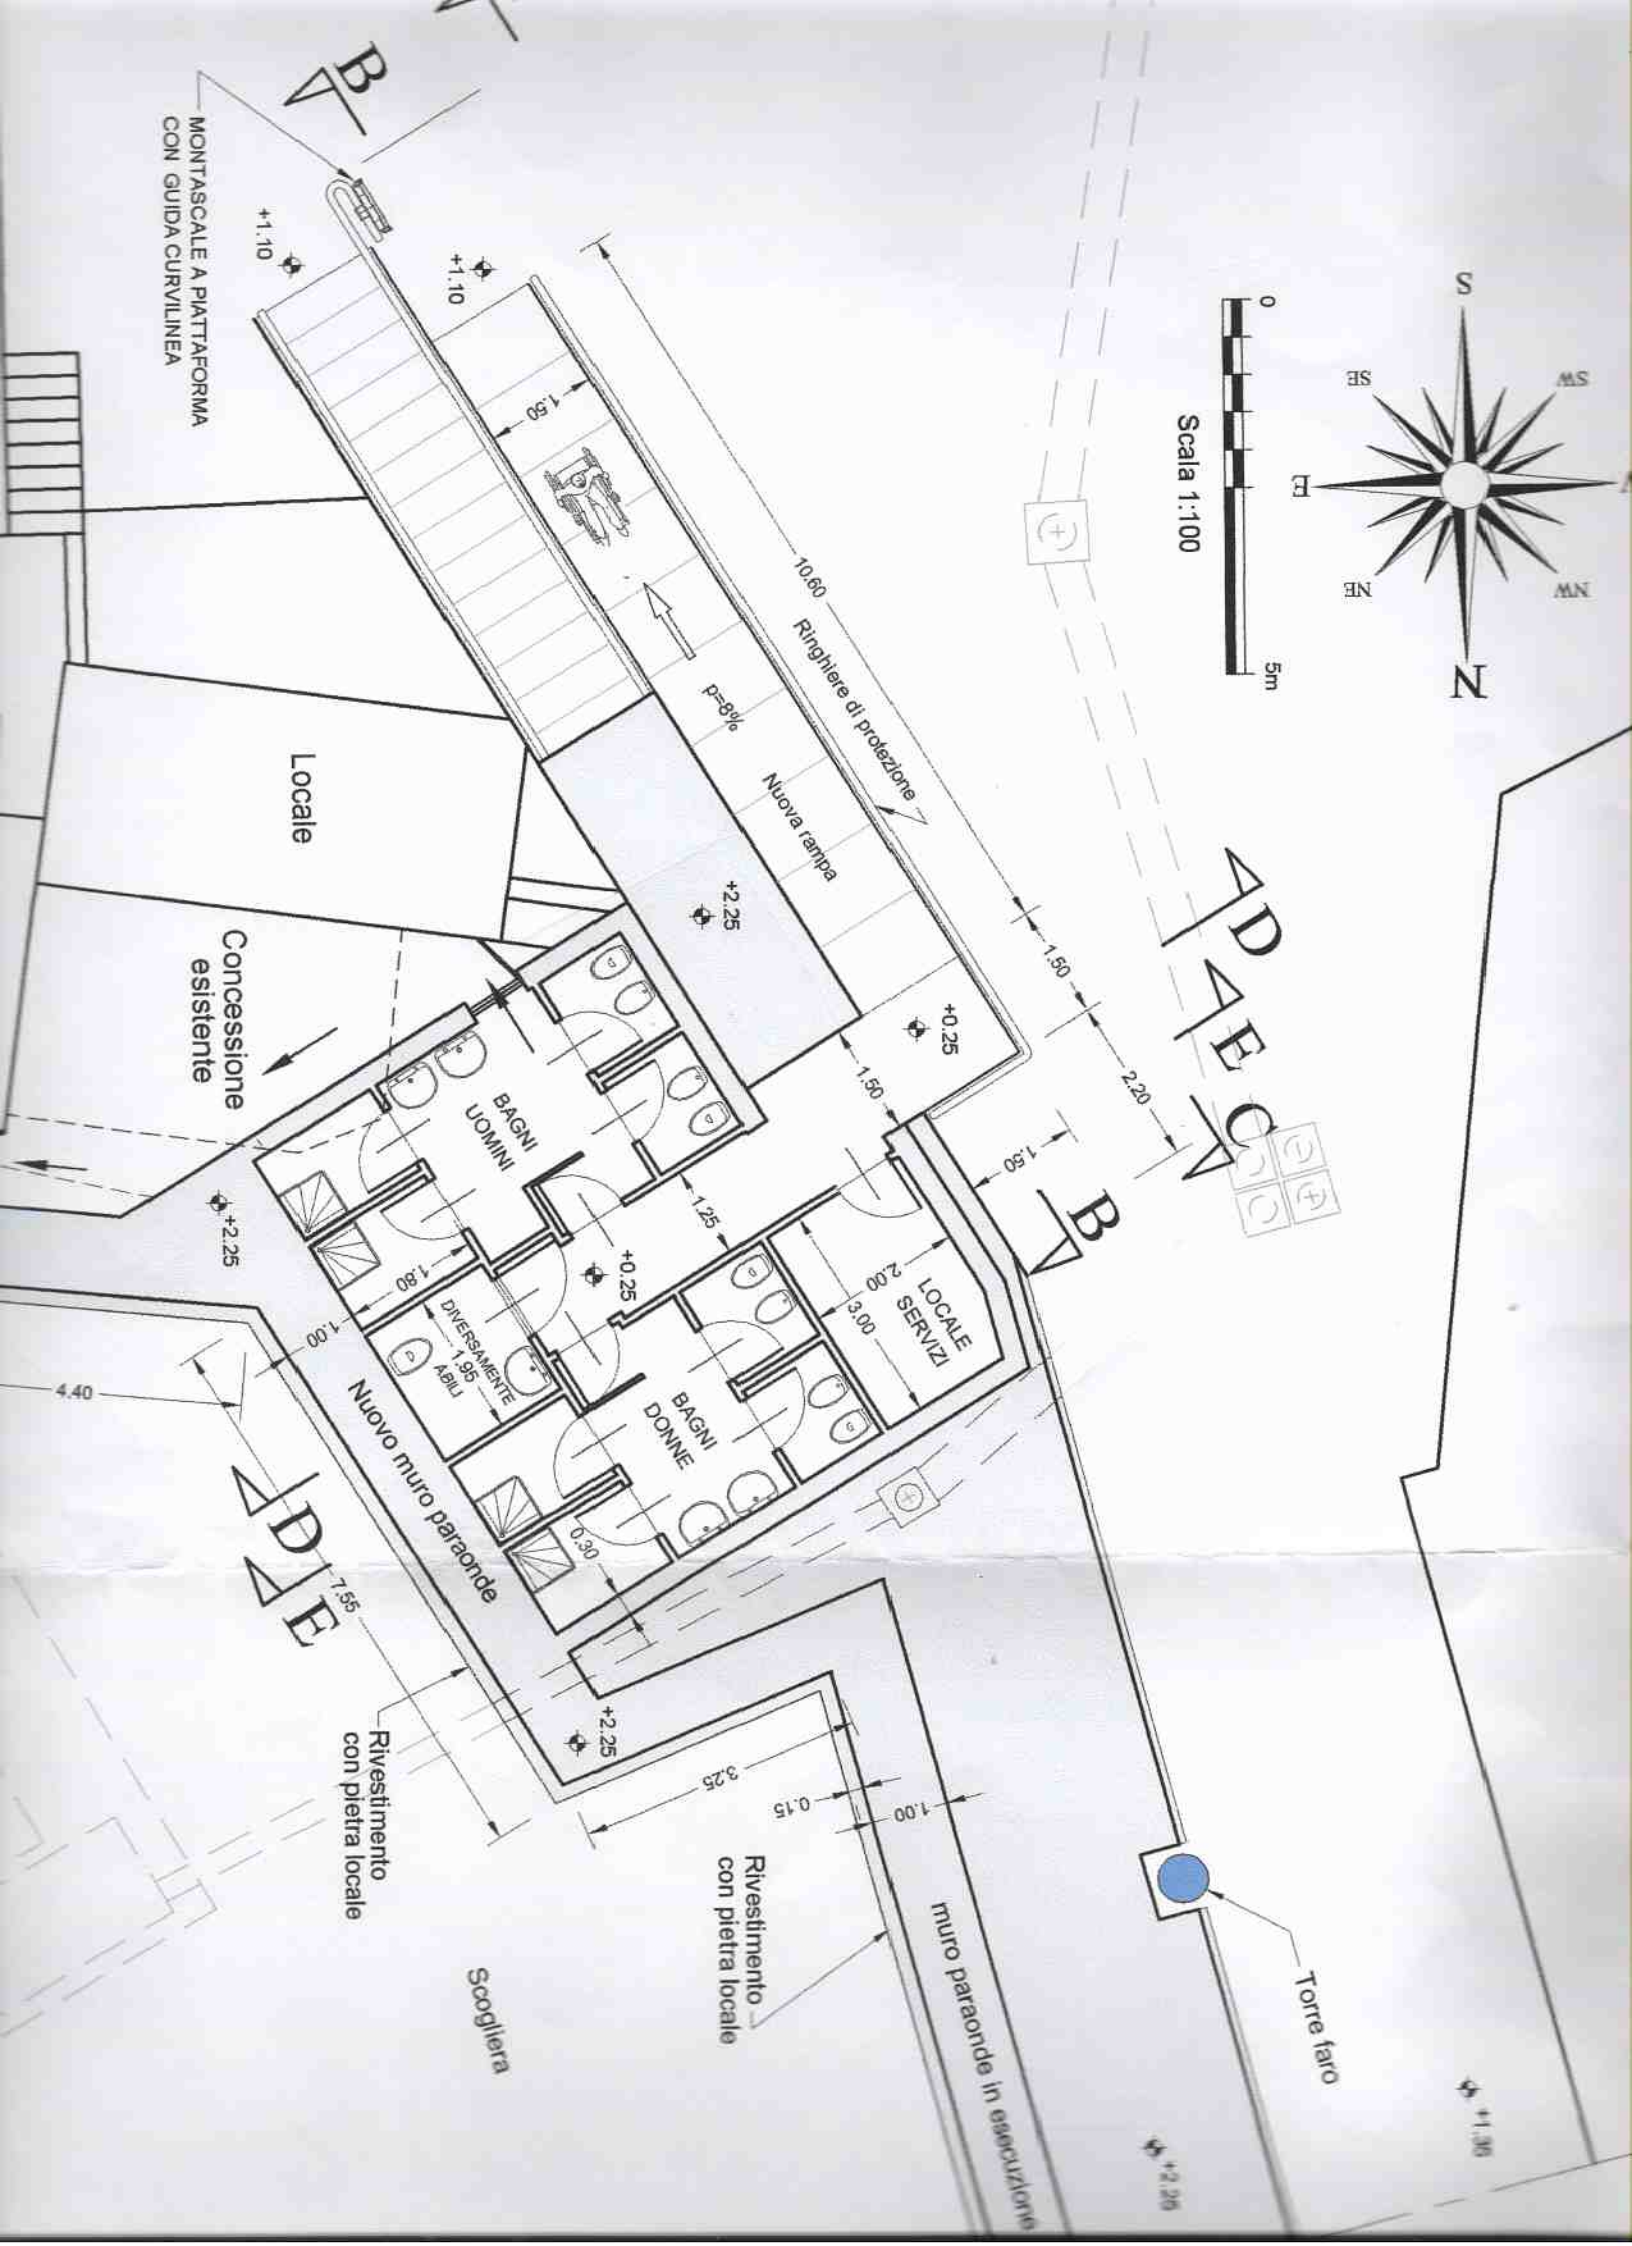 B
MONTASCALE A PIATTAFORMA
CON GUIDA CURVILINEA
+1.10
+1.10
1.50
10.60
Ringhiere di protezione
p=8%
Nuova rampa
S
SE
SW
E
NE
NW
N
0
5m
Scala 1:100
D
E
C
B
1.50
2.20
1.50
+0.25
1.50
+2.25
Locale
Concessione
esistente
BAGNI
UOMINI
1.25
+0.25
LOCALE
SERVIZI
2.00
3.00
1.80
DIVERSAMENTE
1.95
ABILI
BAGNI
DONNE
0.30
+2.25
1.00
4.40
Nuovo muro paraonde
D
E
7.55
+2.25
Rivestimento
con pietra locale
3.25
0.15
1.00
Rivestimento
con pietra locale
Scogliera
muro paraonde in esecuzione
Torre faro